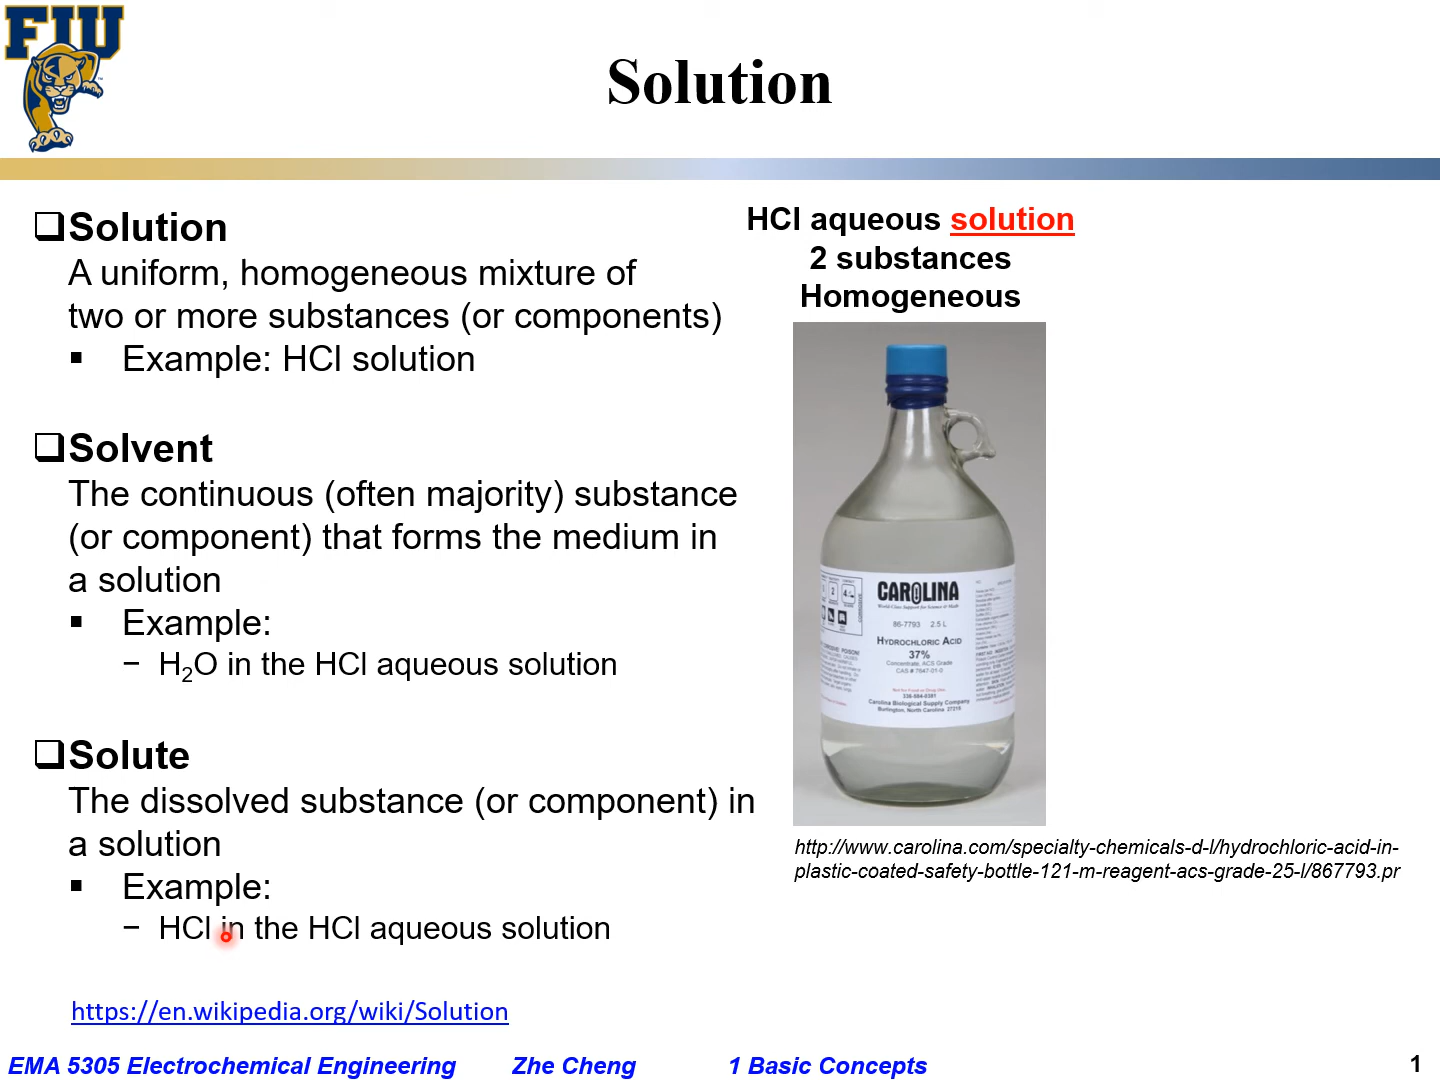 FIU
Solution
❑Solution
A uniform, homogeneous mixture of
two or more substances (or components)
▪ Example: HCl solution
❑Solvent
The continuous (often majority) substance
(or component) that forms the medium in
a solution
▪ Example:
− H₂O in the HCl aqueous solution
❑Solute
The dissolved substance (or component) in
a solution
▪ Example:
− HCl in the HCl aqueous solution
https://en.wikipedia.org/wiki/Solution
HCl aqueous solution
2 substances
Homogeneous
CAROLINA
World-Class Support for Science & Math
86-7793 2.5 L
HYDROCHLORIC ACID
37%
Concentrate, ACS Grade
CAS # 7647-01-0
336-584-0381
Carolina Biological Supply Company
Burlington, North Carolina 27215
http://www.carolina.com/specialty-chemicals-d-l/hydrochloric-acid-in-
plastic-coated-safety-bottle-121-m-reagent-acs-grade-25-l/867793.pr
EMA 5305 Electrochemical Engineering Zhe Cheng 1 Basic Concepts 1